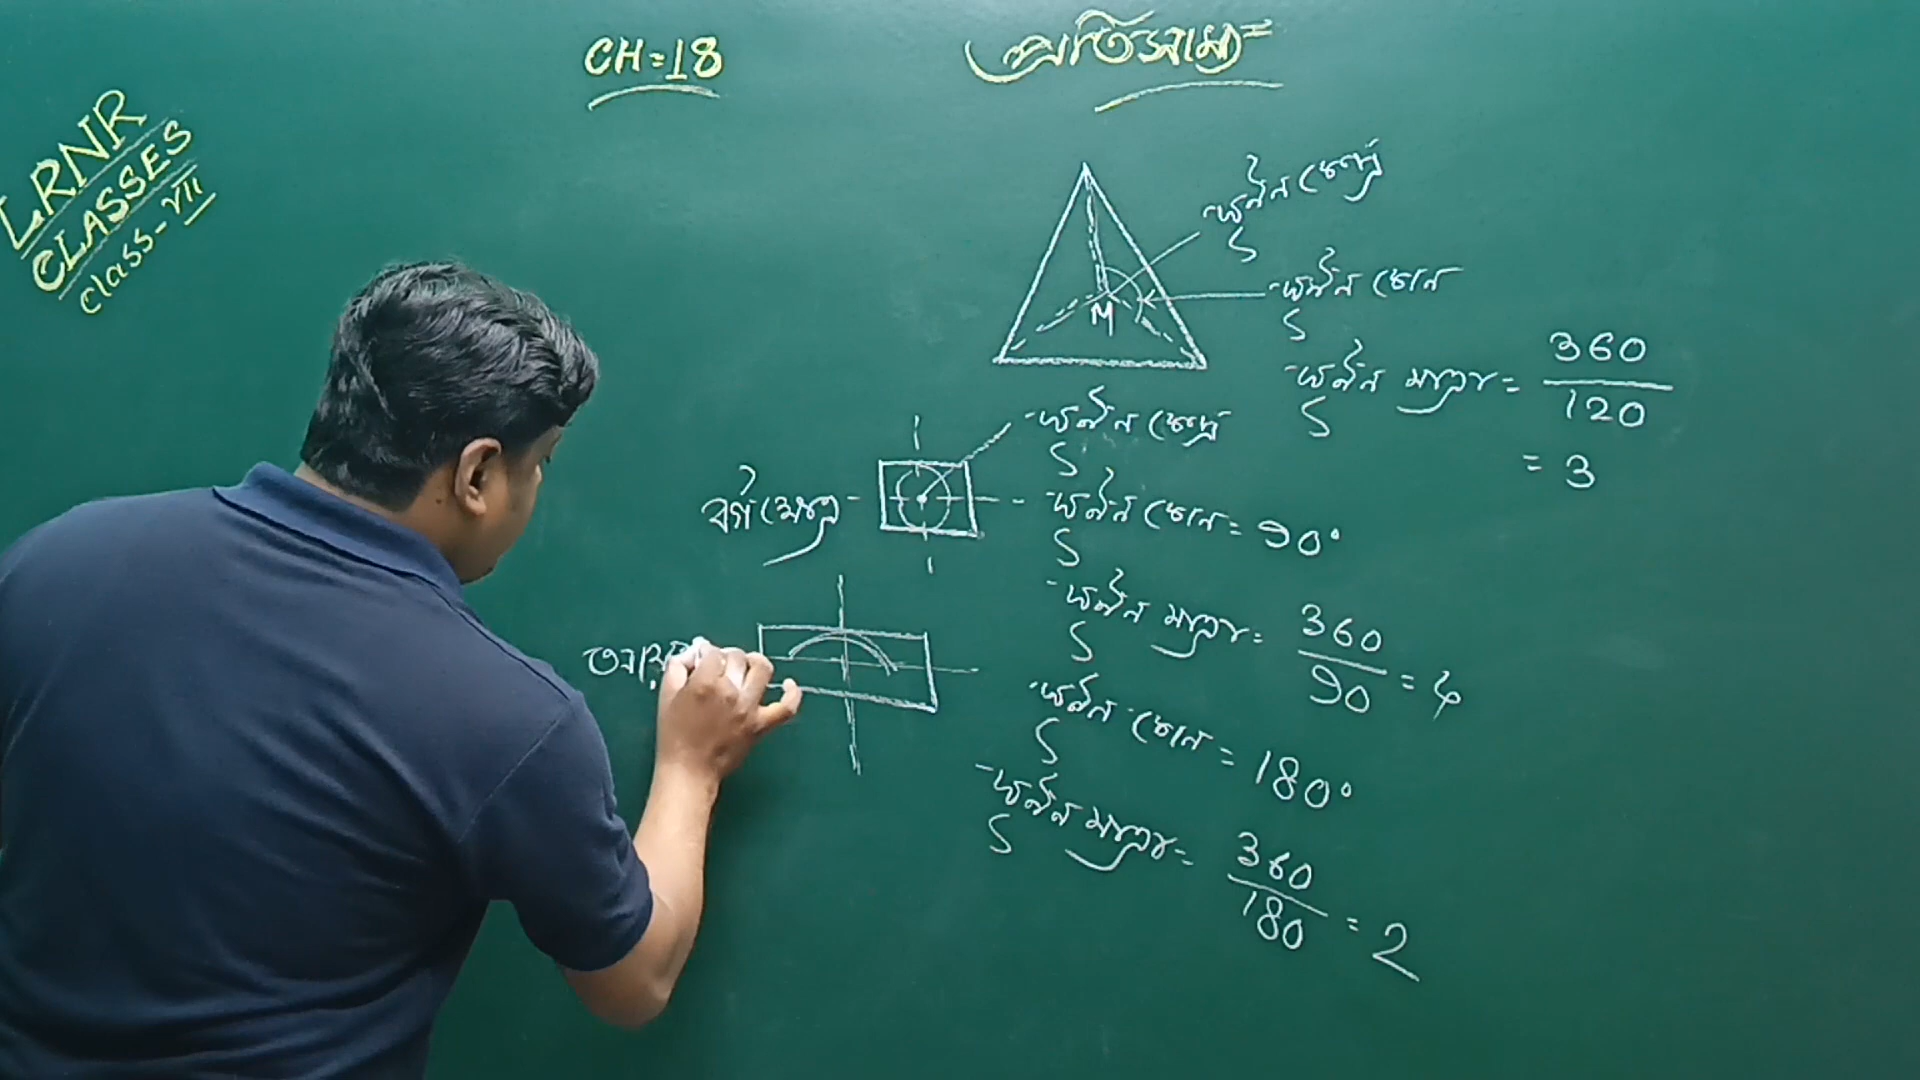 CH=18
প্রতিসাম্য=
LRNR
CLASSES
Class-VII
ঘূর্ণন কেন্দ্র
ঘূর্ণন কোন
M
ঘূর্ণন মাত্রা = 360
120
= 3
ঘূর্ণন কেন্দ্র
বর্গক্ষেত্র
ঘূর্ণন কোন = 90°
ঘূর্ণন মাত্রা = 360
90 = 4
ঘূর্ণন কোন = 180°
ঘূর্ণন মাত্রা = 360
180 = 2